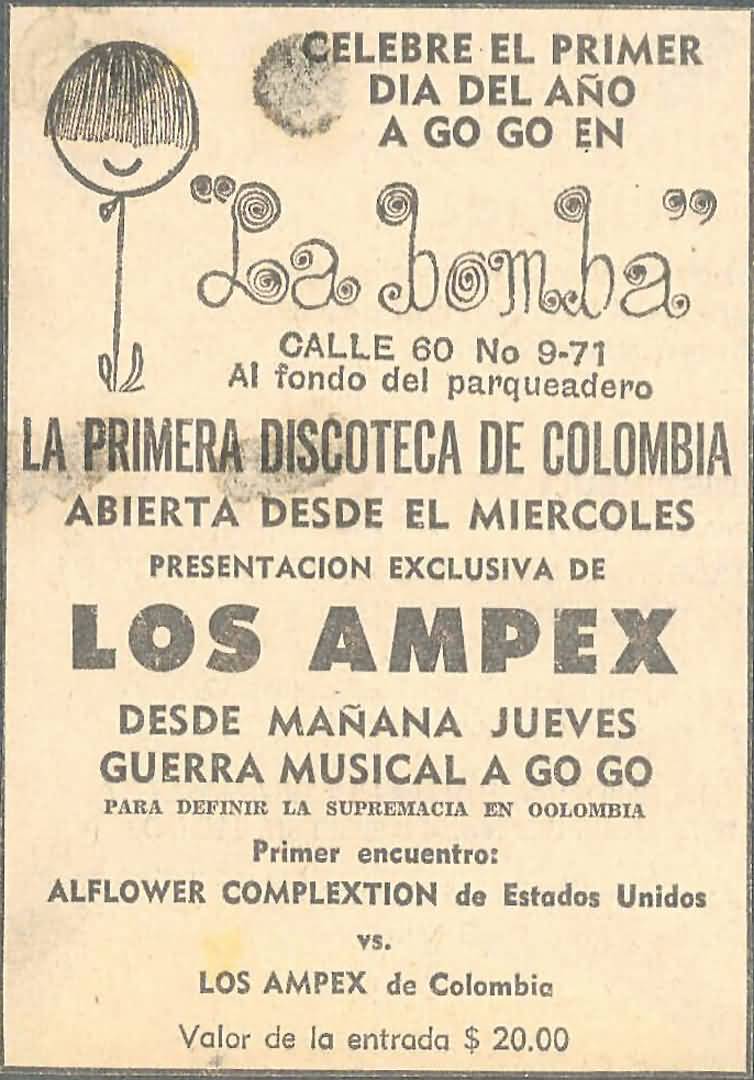 CELEBRE EL PRIMER
DIA DEL AÑO
A GO GO EN
"La bomba"
CALLE 60 No 9-71
Al fondo del parqueadero
LA PRIMERA DISCOTECA DE COLOMBIA
ABIERTA DESDE EL MIERCOLES
PRESENTACION EXCLUSIVA DE
LOS AMPEX
DESDE MAÑANA JUEVES
GUERRA MUSICAL A GO GO
PARA DEFINIR LA SUPREMACIA EN OOLOMBIA
Primer encuentro:
ALFLOWER COMPLEXTION de Estados Unidos
vs.
LOS AMPEX de Colombia
Valor de la entrada $ 20.00